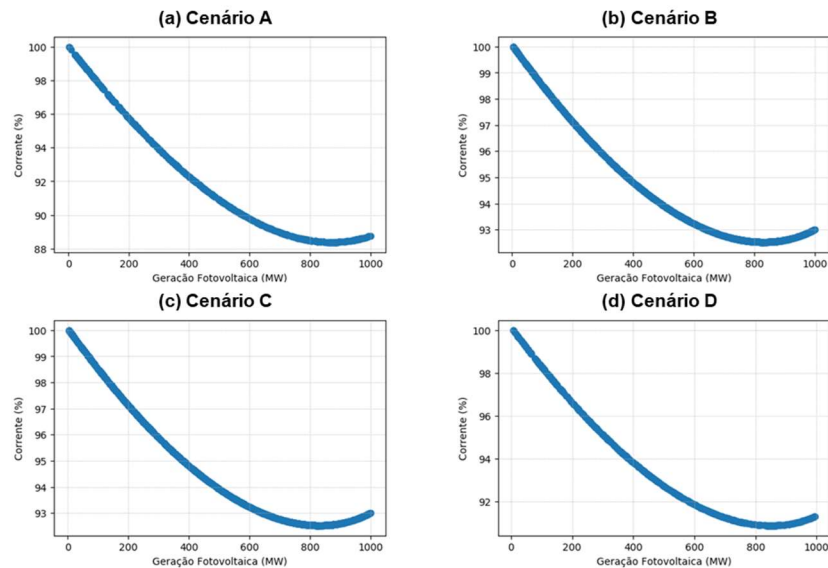 (a) Cenário A
100
98
96
94
92
90
88
Corrente (%)
0 200 400 600 800 1000
Geração Fotovoltaica (MW)
(b) Cenário B
100
99
98
97
96
95
94
93
Corrente (%)
0 200 400 600 800 1000
Geração Fotovoltaica (MW)
(c) Cenário C
100
99
98
97
96
95
94
93
Corrente (%)
0 200 400 600 800 1000
Geração Fotovoltaica (MW)
(d) Cenário D
100
98
96
94
92
Corrente (%)
0 200 400 600 800 1000
Geração Fotovoltaica (MW)